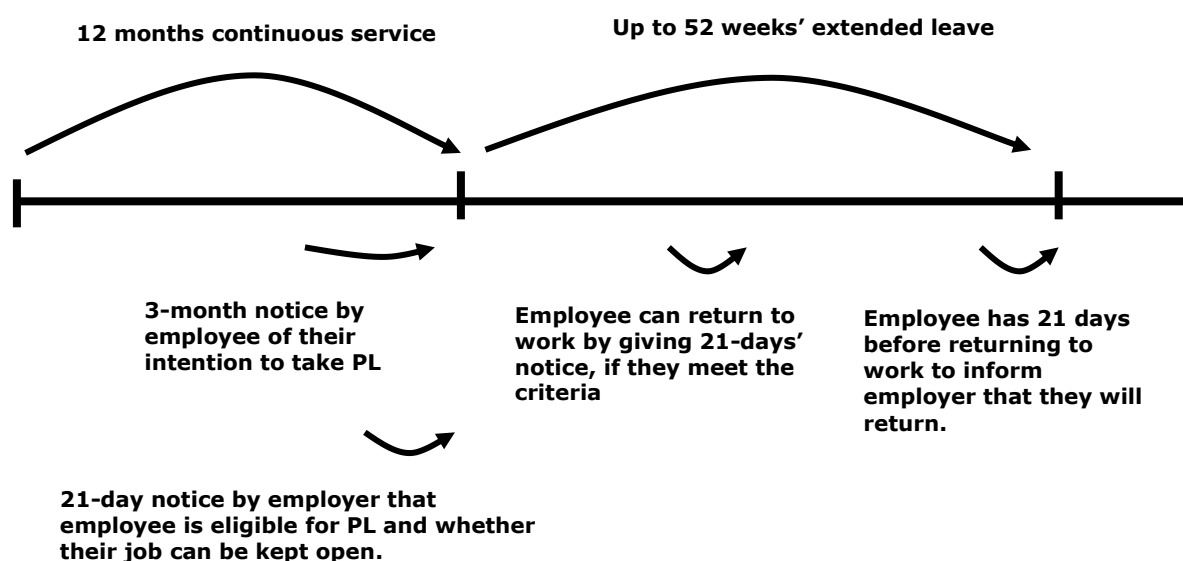 12 months continuous service
Up to 52 weeks’ extended leave
3-month notice by
employee of their
intention to take PL
Employee can return to
work by giving 21-days’
notice, if they meet the
criteria
Employee has 21 days
before returning to
work to inform
employer that they will
return.
21-day notice by employer that
employee is eligible for PL and whether
their job can be kept open.